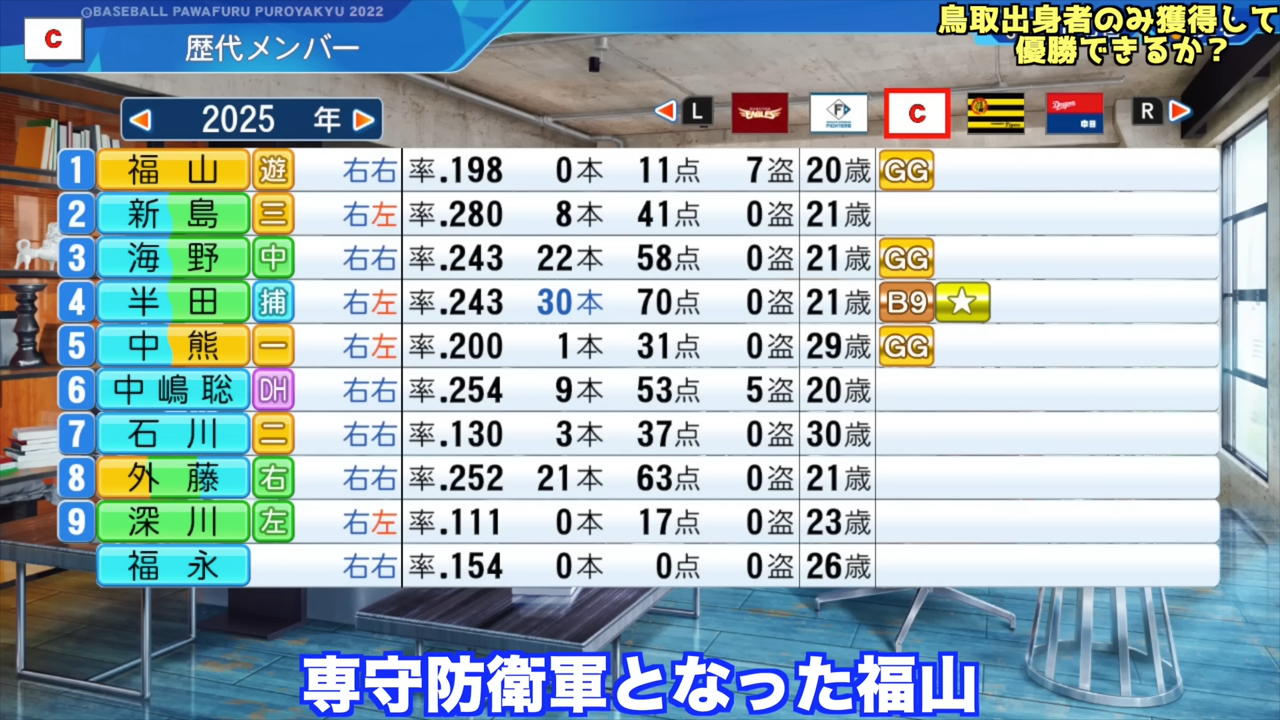 ©BASEBALL PAWAFURU PUROYAKYU 2022
C 歴代メンバー
鳥取出身者のみ獲得して
優勝できるか?
2025 年
L EAGLES F FIGHTERS C Tigers Dragons 中日 R
1 福山 遊 右右 率.198 0本 11点 7盗 20歳 GG
2 新島 三 右左 率.280 8本 41点 0盗 21歳
3 海野 中 右右 率.243 22本 58点 0盗 21歳 GG
4 半田 捕 右左 率.243 30本 70点 0盗 21歳 B9 ★
5 中熊 一 右左 率.200 1本 31点 0盗 29歳 GG
6 中嶋聡 DH 右右 率.254 9本 53点 5盗 20歳
7 石川 二 右右 率.130 3本 37点 0盗 30歳
8 外藤 右 右右 率.252 21本 63点 0盗 21歳
9 深川 左 右左 率.111 0本 17点 0盗 23歳
福永 右右 率.154 0本 0点 0盗 26歳
専守防衛軍となった福山